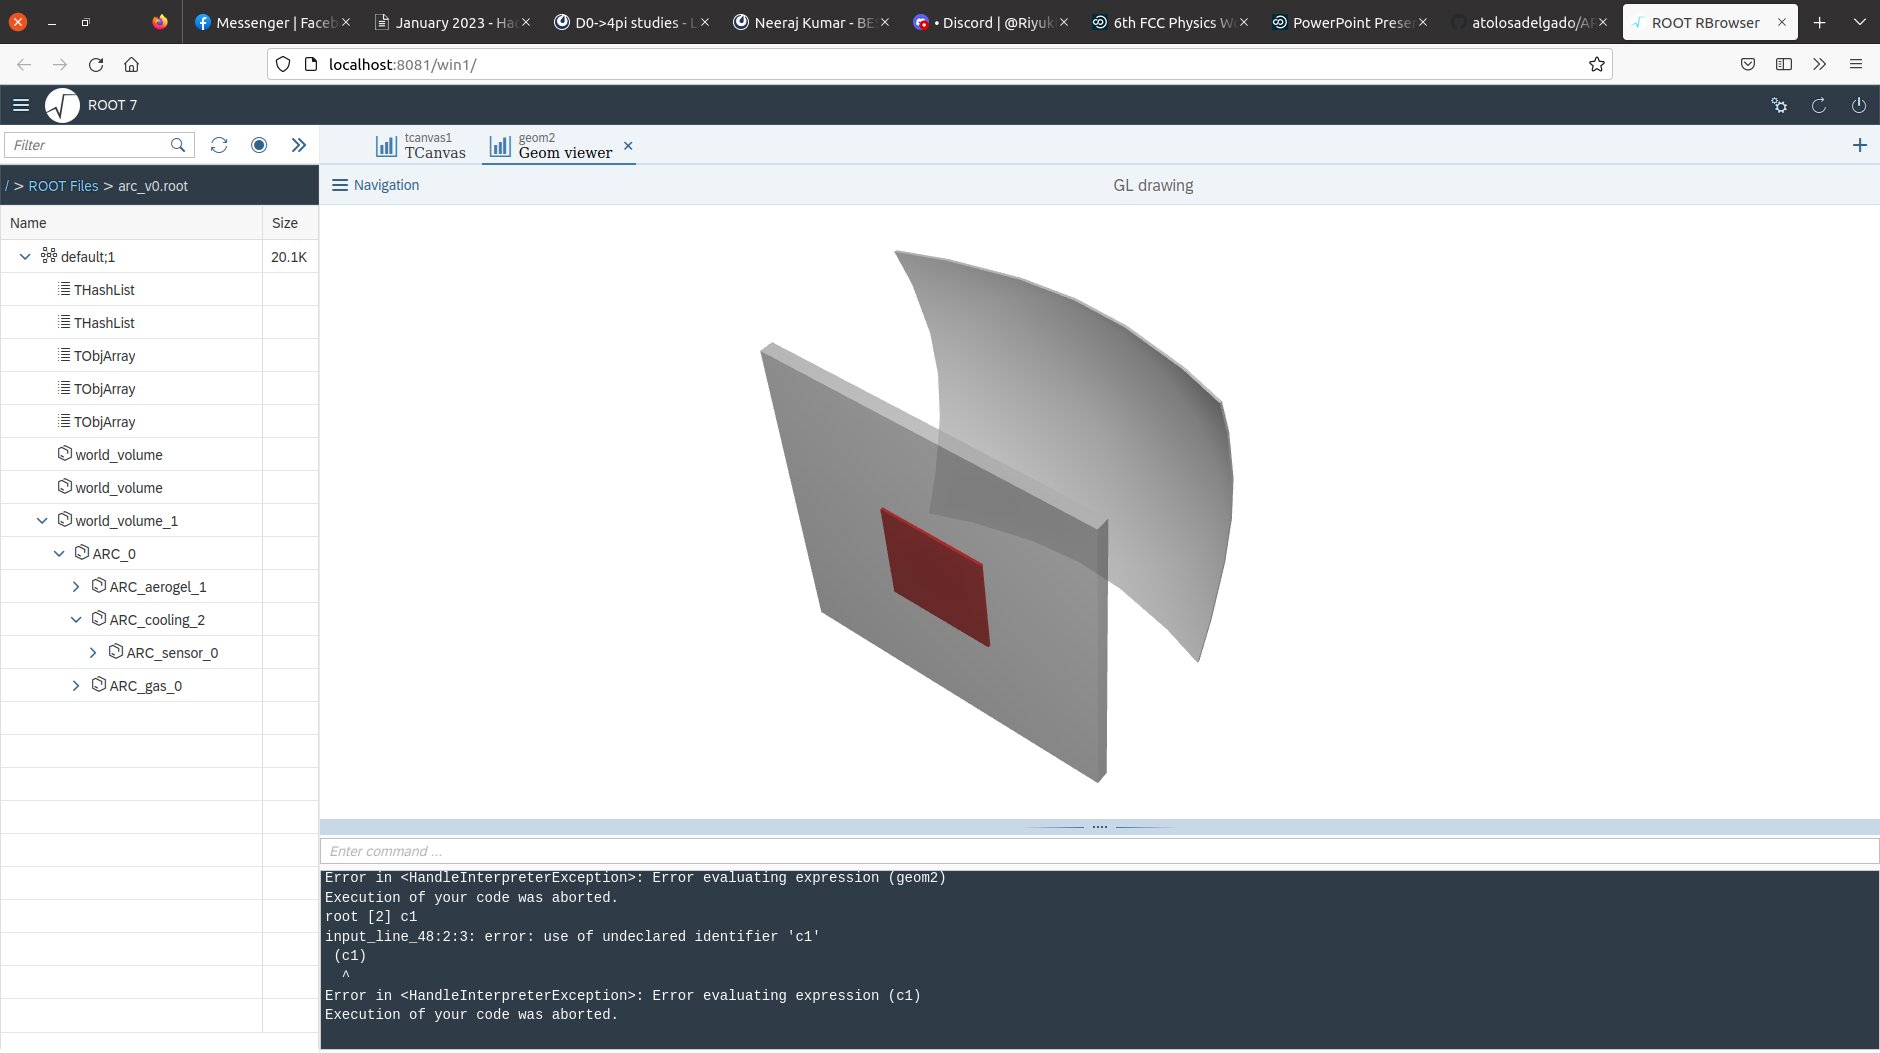 Messenger | Faceb
January 2023 - Ha
D0->4pi studies - L
Neeraj Kumar - BES
• Discord | @Riyuk
6th FCC Physics W
PowerPoint Prese
atolosadelgado/A
ROOT RBrowser
localhost:8081/win1/
ROOT 7
Filter
tcanvas1
TCanvas
geom2
Geom viewer
/ > ROOT Files > arc_v0.root
Navigation
GL drawing
Name Size
default;1 20.1K
THashList
THashList
TObjArray
TObjArray
TObjArray
world_volume
world_volume
world_volume_1
ARC_0
ARC_aerogel_1
ARC_cooling_2
ARC_sensor_0
ARC_gas_0
Enter command ...
Error in <HandleInterpreterException>: Error evaluating expression (geom2)
Execution of your code was aborted.
root [2] c1
input_line_48:2:3: error: use of undeclared identifier 'c1'
(c1)
^
Error in <HandleInterpreterException>: Error evaluating expression (c1)
Execution of your code was aborted.